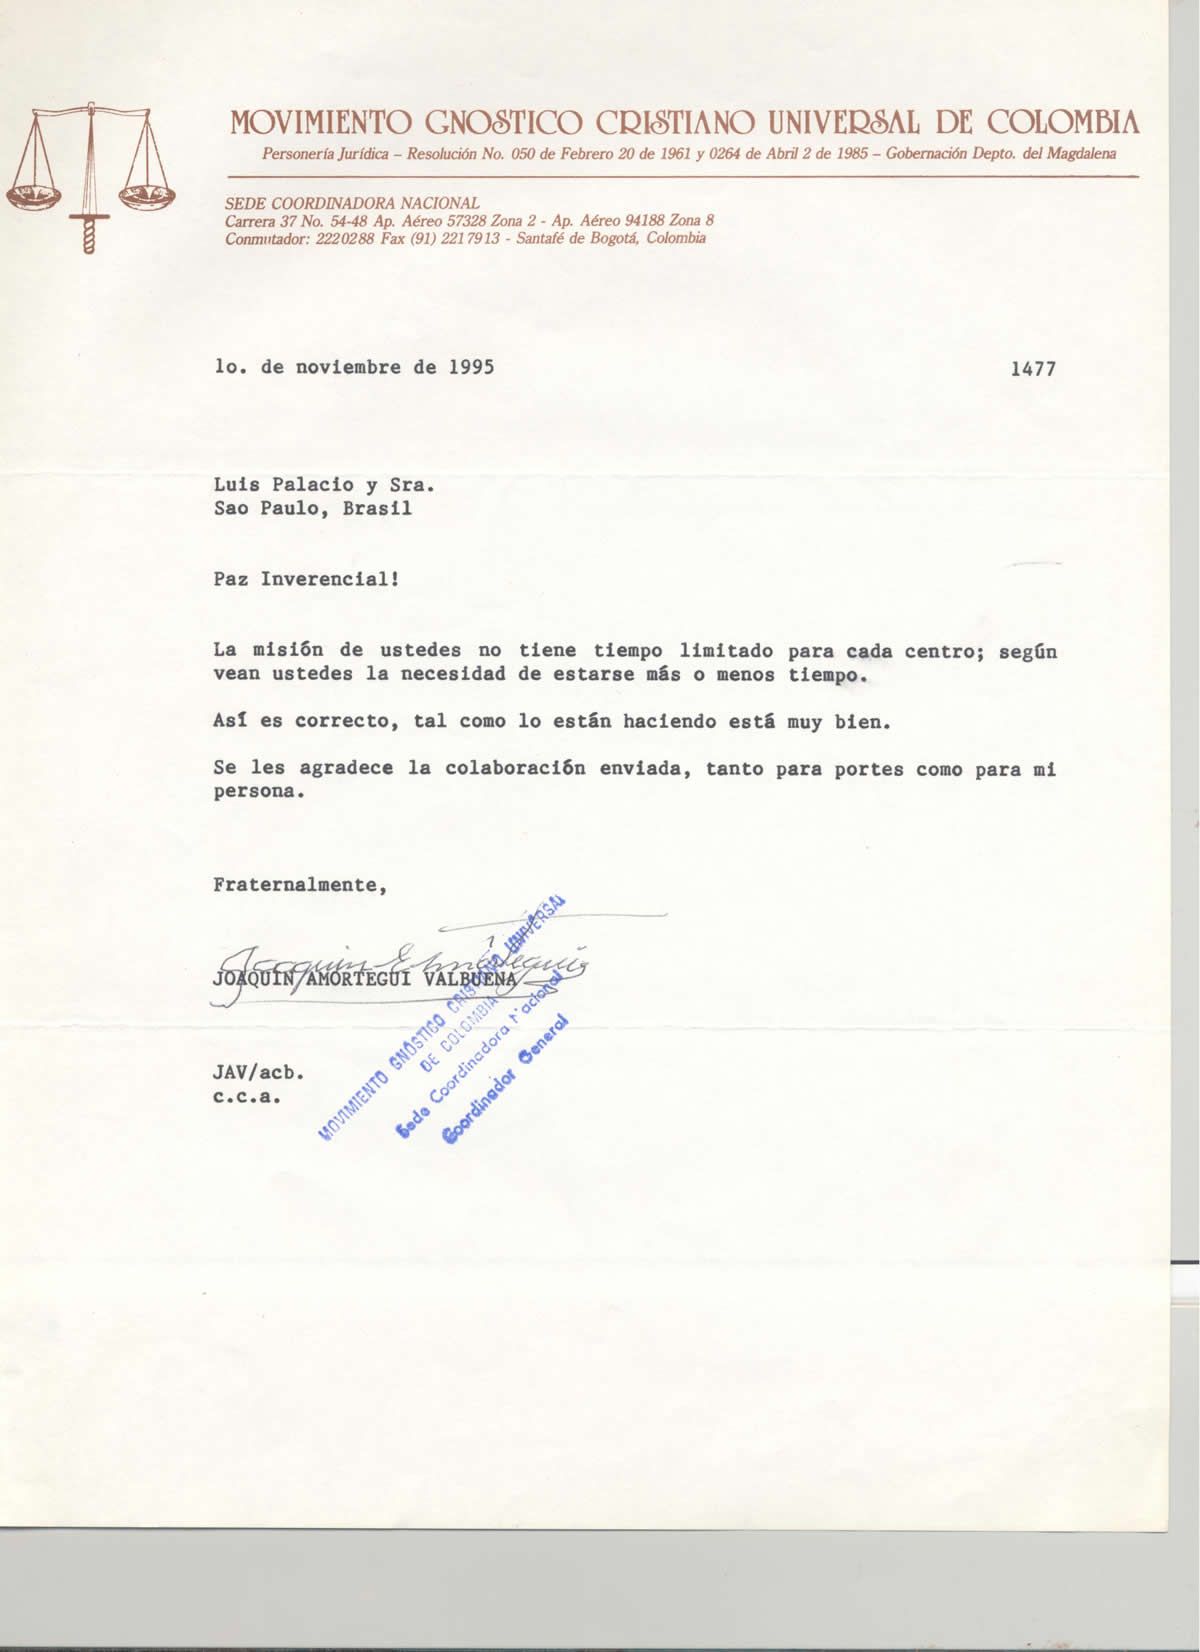 MOVIMIENTO GNOSTICO CRISTIANO UNIVERSAL DE COLOMBIA
Personería Jurídica – Resolución No. 050 de Febrero 20 de 1961 y 0264 de Abril 2 de 1985 – Gobernación Depto. del Magdalena
SEDE COORDINADORA NACIONAL
Carrera 37 No. 54-48 Ap. Aéreo 57328 Zona 2 - Ap. Aéreo 94188 Zona 8
Conmutador: 2220288 Fax (91) 2217913 - Santafé de Bogotá, Colombia
1o. de noviembre de 1995 1477
Luis Palacio y Sra.
Sao Paulo, Brasil
Paz Inverencial!
La misión de ustedes no tiene tiempo limitado para cada centro; según
vean ustedes la necesidad de estarse más o menos tiempo.
Así es correcto, tal como lo están haciendo está muy bien.
Se les agradece la colaboración enviada, tanto para portes como para mi
persona.
Fraternalmente,
Joaquin E Amórtegui
JOAQUIN AMORTEGUI VALBUENA
MOVIMIENTO GNÓSTICO CRISTIANO UNIVERSAL
DE COLOMBIA
Sede Coordinadora Nacional
Coordinador General
JAV/acb.
c.c.a.